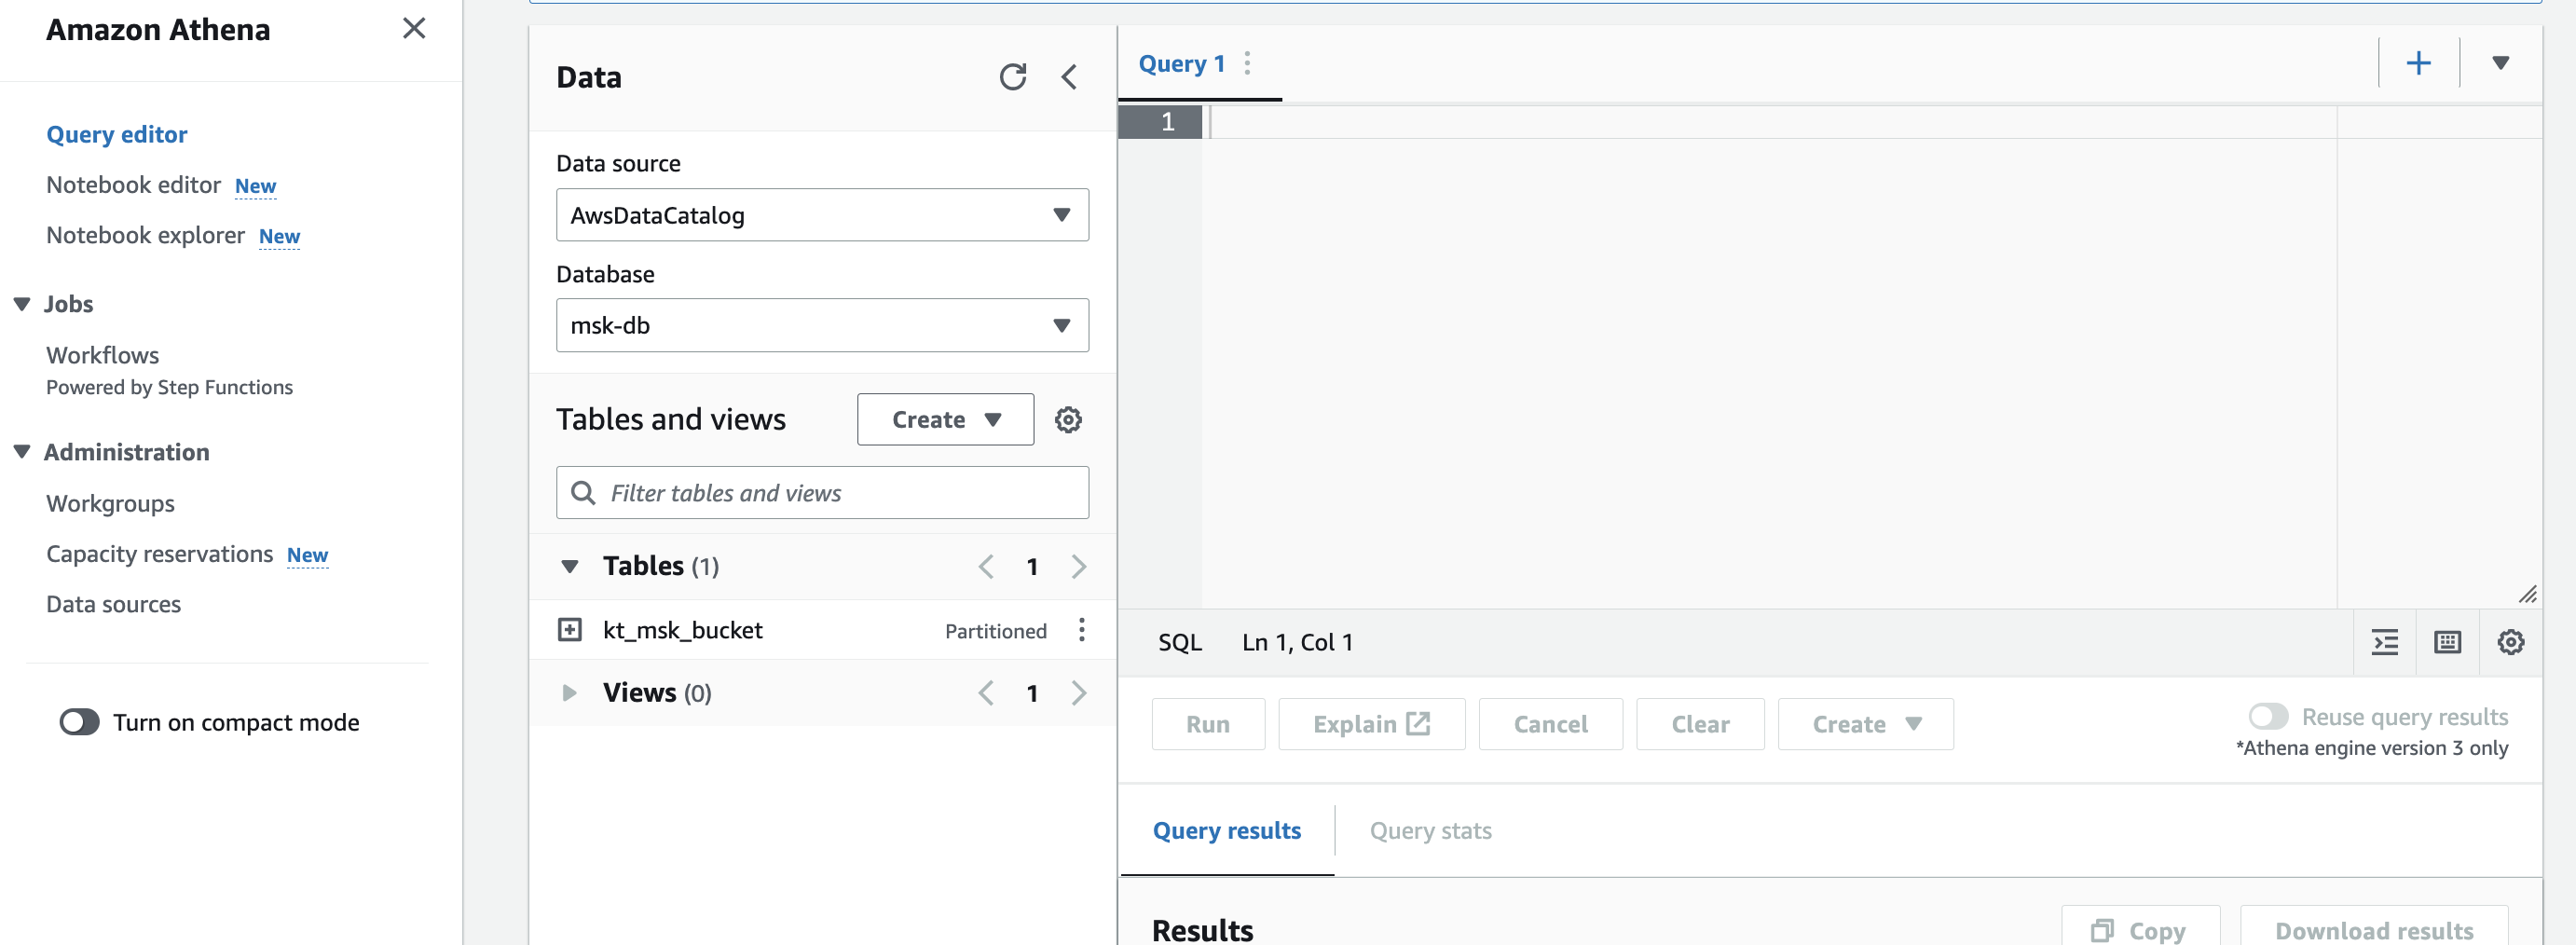 Amazon Athena
Query editor
Notebook editor New
Notebook explorer New
Jobs
Workflows
Powered by Step Functions
Administration
Workgroups
Capacity reservations New
Data sources
Turn on compact mode
Data
Data source
AwsDataCatalog
Database
msk-db
Tables and views
Create
Filter tables and views
Tables (1)
1
kt_msk_bucket Partitioned
Views (0)
1
Query 1
1
SQL Ln 1, Col 1
Run Explain Cancel Clear Create
Reuse query results
*Athena engine version 3 only
Query results Query stats
Results
Copy Download results